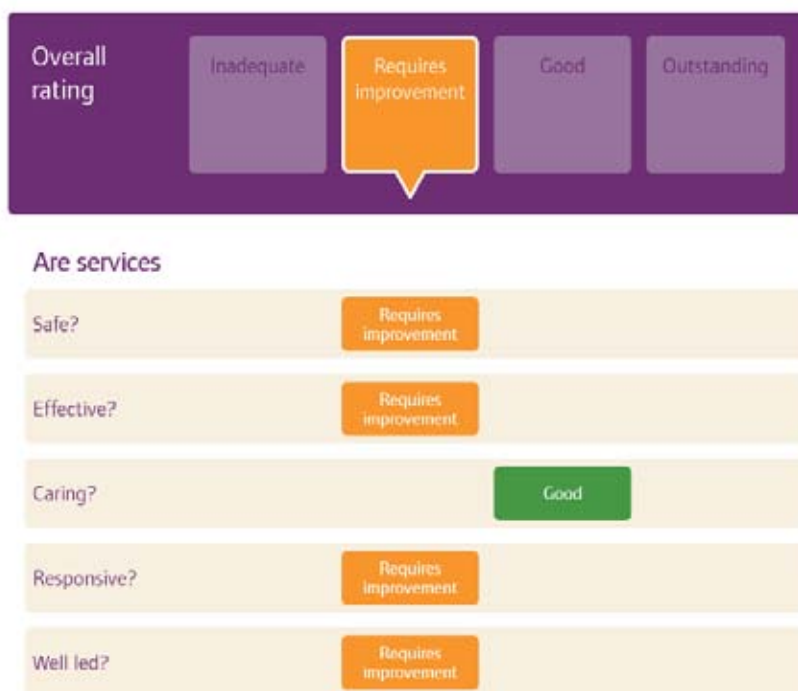 Overall
rating
Inadequate
Requires
improvement
Good
Outstanding
Are services
Safe?
Requires
improvement
Effective?
Requires
improvement
Caring?
Good
Responsive?
Requires
improvement
Well led?
Requires
improvement